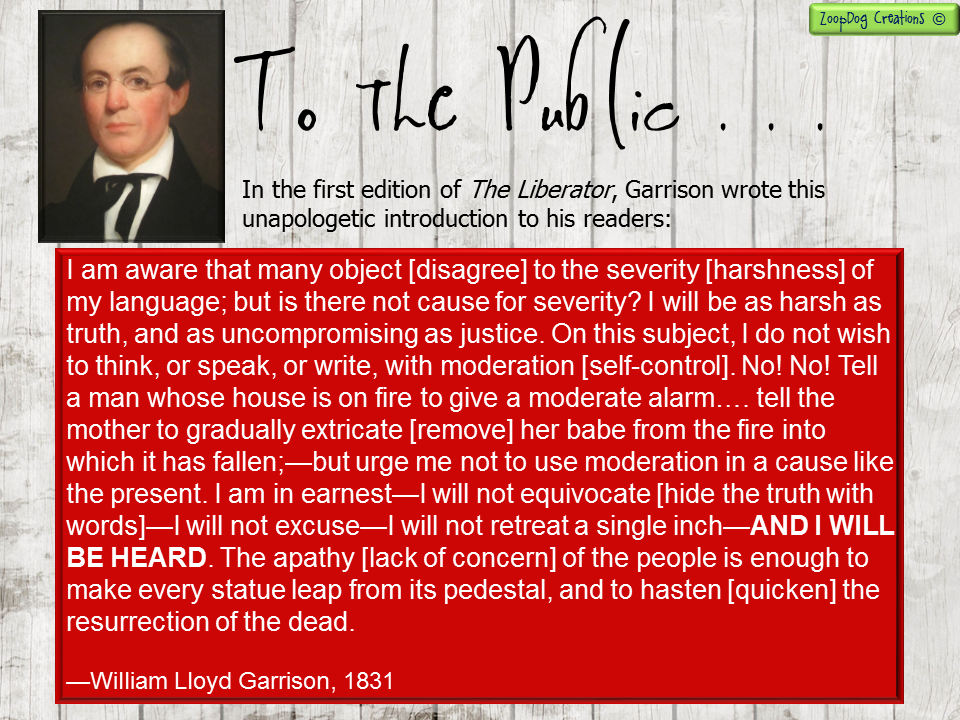 ZoopDog Creations ©
To the Public . . .
In the first edition of The Liberator, Garrison wrote this
unapologetic introduction to his readers:
I am aware that many object [disagree] to the severity [harshness] of
my language; but is there not cause for severity? I will be as harsh as
truth, and as uncompromising as justice. On this subject, I do not wish
to think, or speak, or write, with moderation [self-control]. No! No! Tell
a man whose house is on fire to give a moderate alarm…. tell the
mother to gradually extricate [remove] her babe from the fire into
which it has fallen;—but urge me not to use moderation in a cause like
the present. I am in earnest—I will not equivocate [hide the truth with
words]—I will not excuse—I will not retreat a single inch—AND I WILL
BE HEARD. The apathy [lack of concern] of the people is enough to
make every statue leap from its pedestal, and to hasten [quicken] the
resurrection of the dead.
—William Lloyd Garrison, 1831